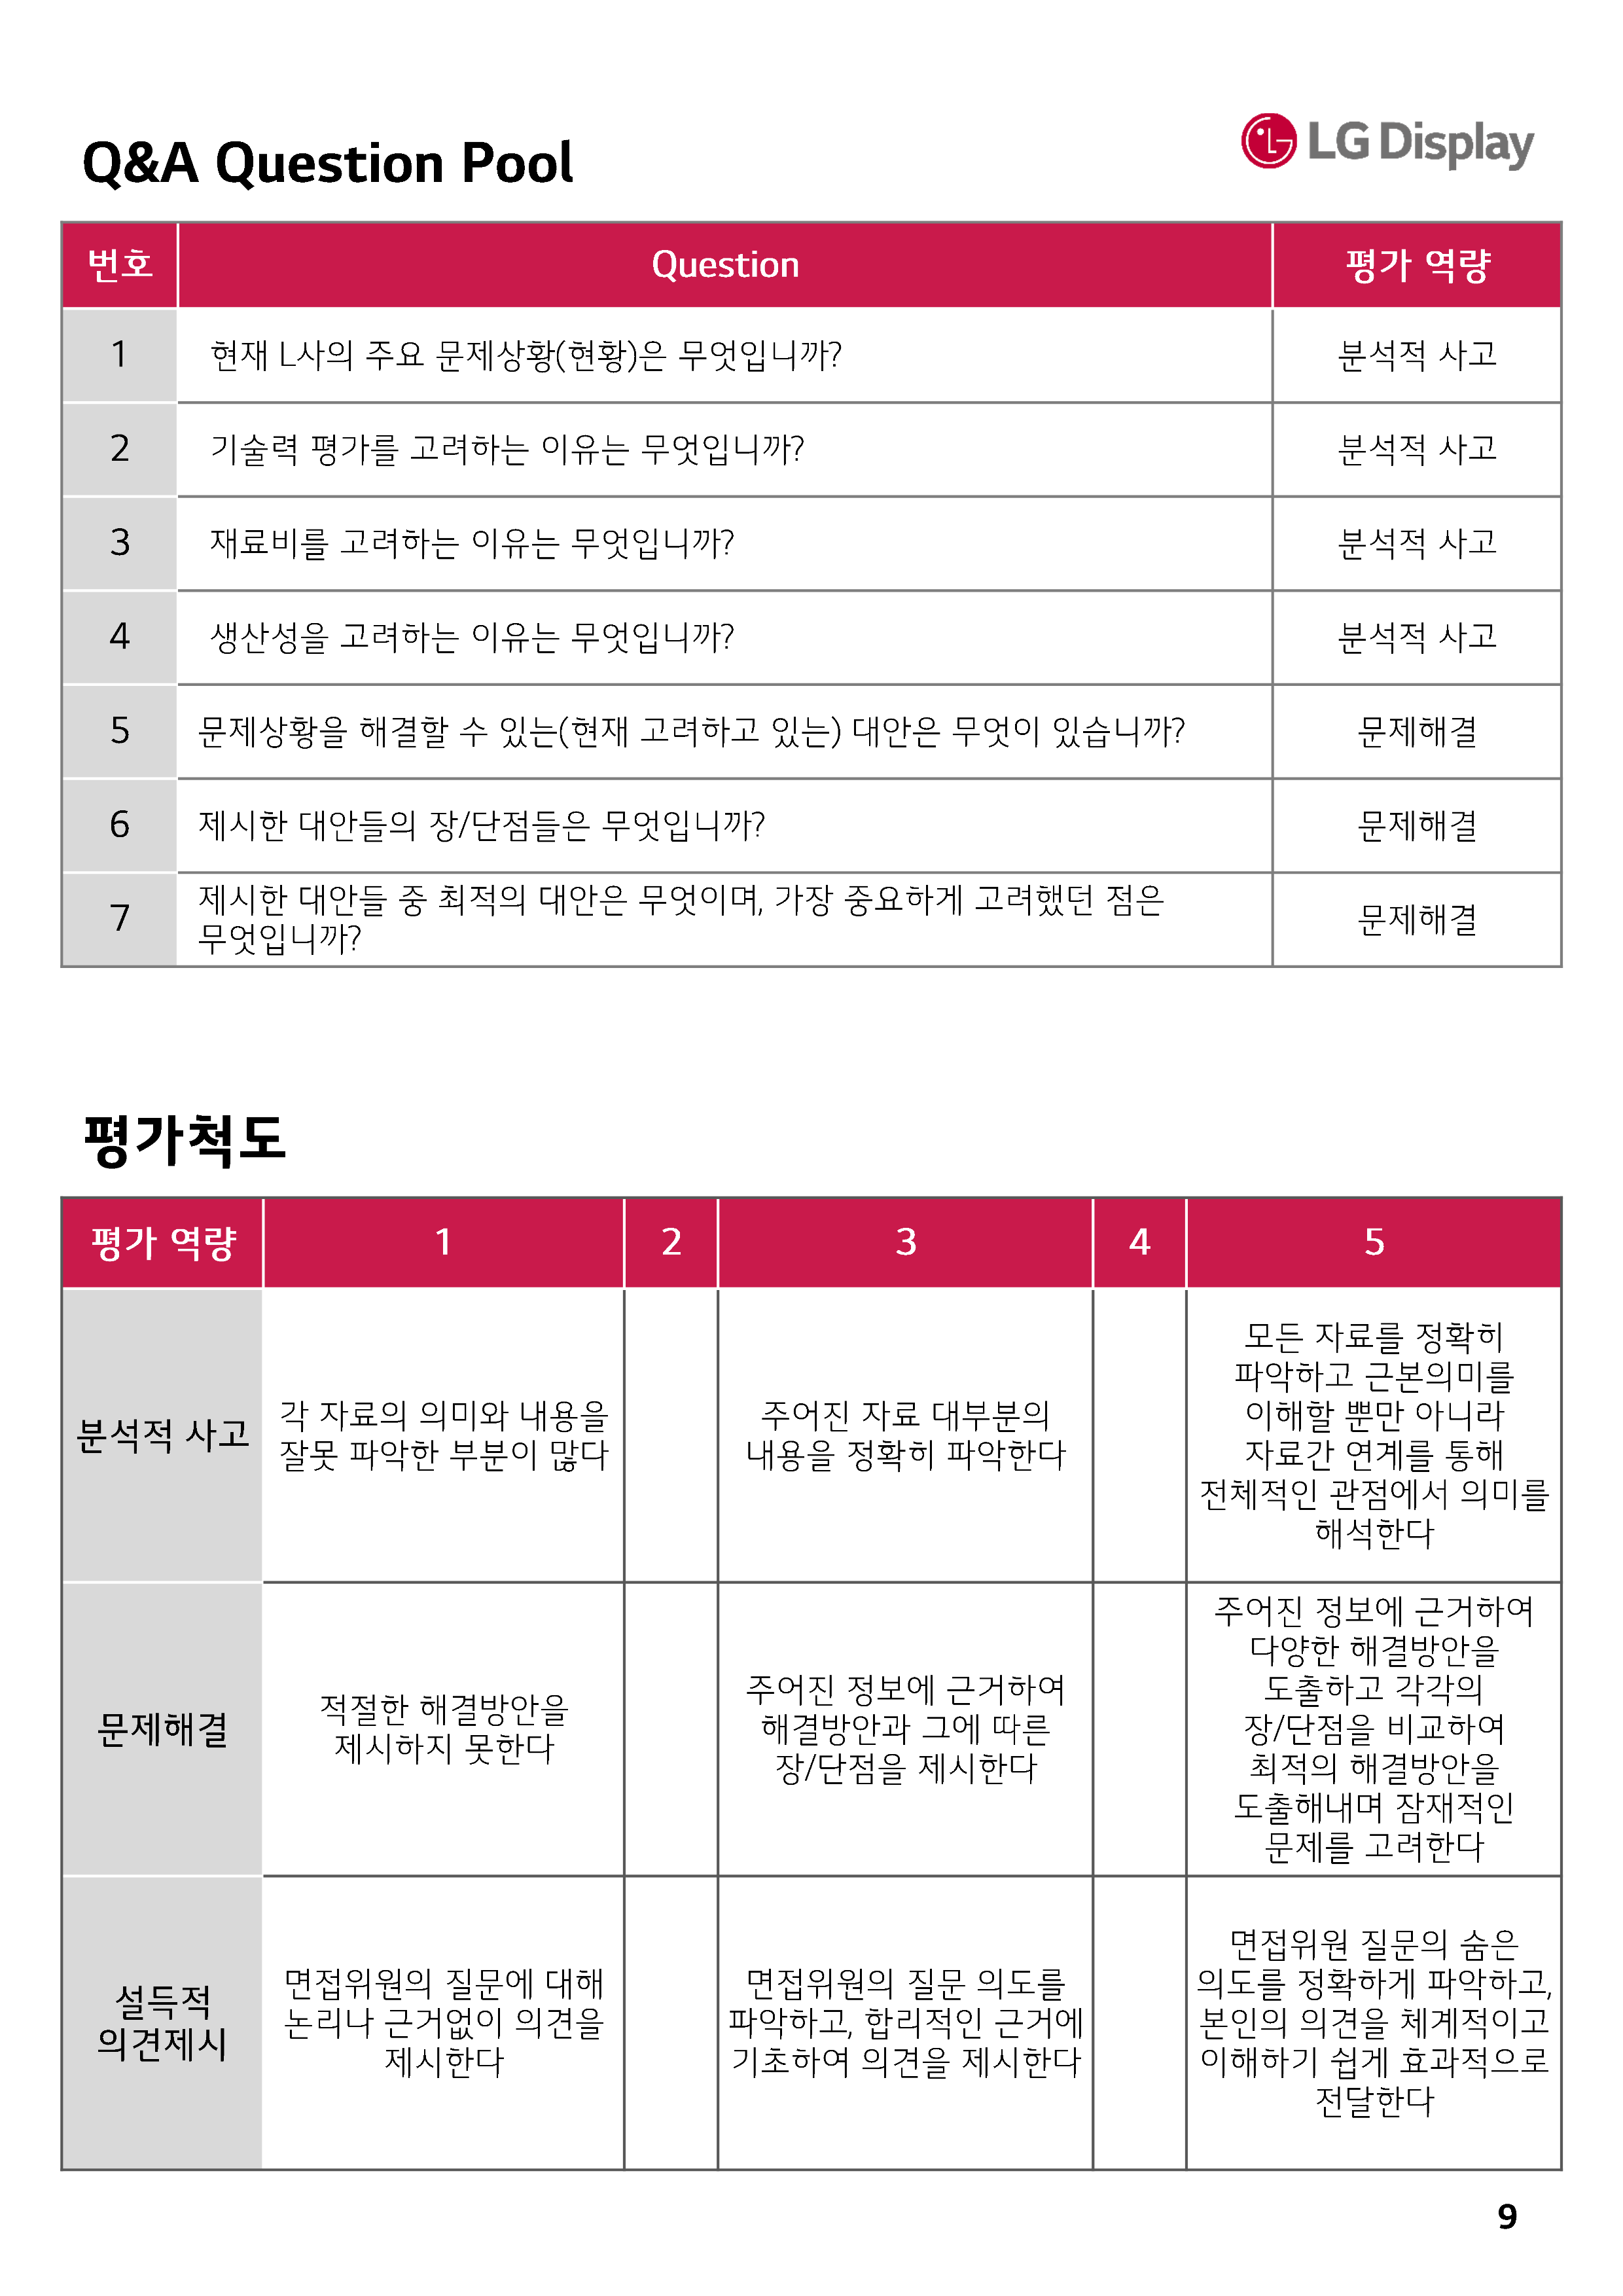 Q&A Question Pool
LG Display
번호 Question 평가 역량
1 현재 L사의 주요 문제상황(현황)은 무엇입니까? 분석적 사고
2 기술력 평가를 고려하는 이유는 무엇입니까? 분석적 사고
3 재료비를 고려하는 이유는 무엇입니까? 분석적 사고
4 생산성을 고려하는 이유는 무엇입니까? 분석적 사고
5 문제상황을 해결할 수 있는(현재 고려하고 있는) 대안은 무엇이 있습니까? 문제해결
6 제시한 대안들의 장/단점들은 무엇입니까? 문제해결
7 제시한 대안들 중 최적의 대안은 무엇이며, 가장 중요하게 고려했던 점은
무엇입니까? 문제해결
평가척도
평가 역량 1 2 3 4 5
분석적 사고
각 자료의 의미와 내용을
잘못 파악한 부분이 많다
주어진 자료 대부분의
내용을 정확히 파악한다
모든 자료를 정확히
파악하고 근본의미를
이해할 뿐만 아니라
자료간 연계를 통해
전체적인 관점에서 의미를
해석한다
문제해결
적절한 해결방안을
제시하지 못한다
주어진 정보에 근거하여
해결방안과 그에 따른
장/단점을 제시한다
주어진 정보에 근거하여
다양한 해결방안을
도출하고 각각의
장/단점을 비교하여
최적의 해결방안을
도출해내며 잠재적인
문제를 고려한다
설득적
의견제시
면접위원의 질문에 대해
논리나 근거없이 의견을
제시한다
면접위원의 질문 의도를
파악하고, 합리적인 근거에
기초하여 의견을 제시한다
면접위원 질문의 숨은
의도를 정확하게 파악하고,
본인의 의견을 체계적이고
이해하기 쉽게 효과적으로
전달한다
9